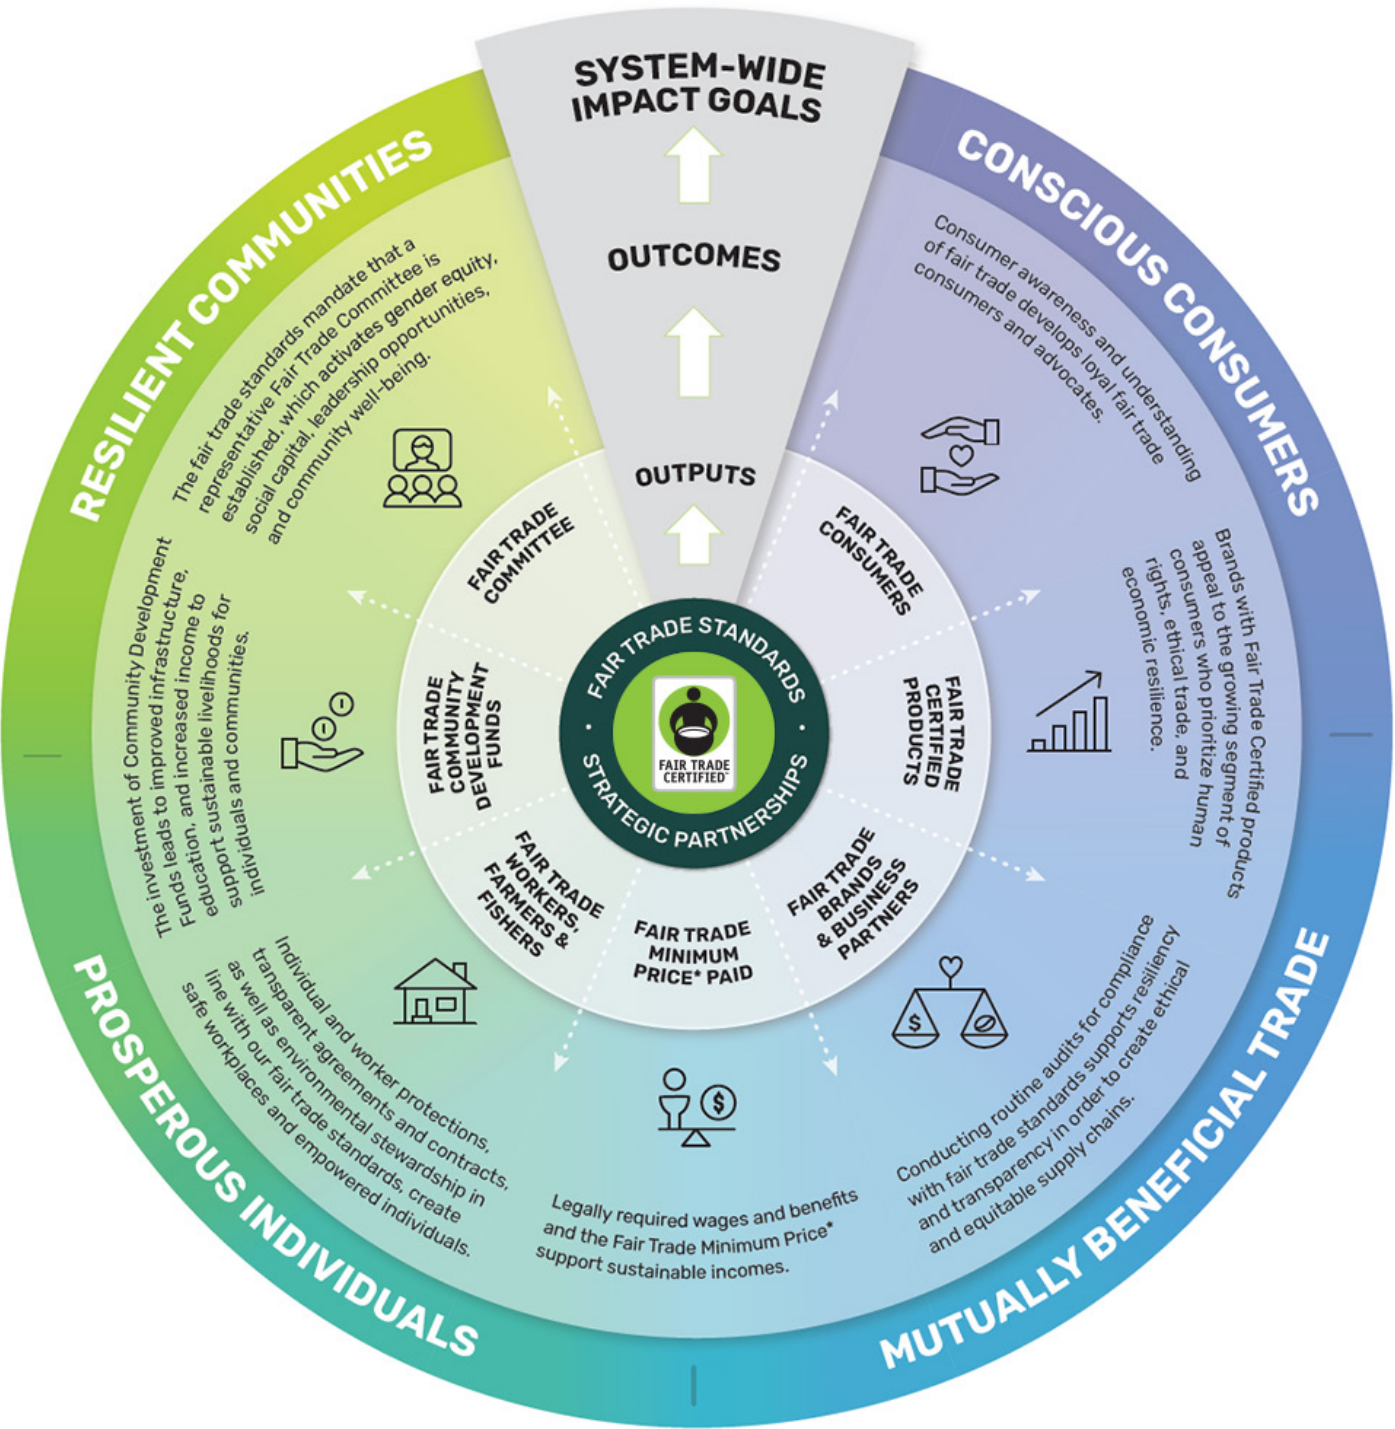 SYSTEM-WIDE
IMPACT GOALS
OUTCOMES
OUTPUTS
CONSCIOUS CONSUMERS
Consumer awareness and understanding
of fair trade develops loyal fair trade
consumers and advocates.
FAIR TRADE
CONSUMERS
Brands with Fair Trade Certified products
appeal to the growing segment of
consumers who prioritize human
rights, ethical trade, and
economic resilience.
FAIR TRADE
CERTIFIED
PRODUCTS
MUTUALLY BENEFICIAL TRADE
Conducting routine audits for compliance
with fair trade standards supports resiliency
and transparency in order to create ethical
and equitable supply chains.
FAIR TRADE
BRANDS
& BUSINESS
PARTNERS
$
Legally required wages and benefits
and the Fair Trade Minimum Price*
support sustainable incomes.
FAIR TRADE
MINIMUM
PRICE* PAID
$
PROSPEROUS INDIVIDUALS
Individual and worker protections,
transparent agreements and contracts,
as well as environmental stewardship in
line with our fair trade standards, create
safe workplaces and empowered individuals.
FAIR TRADE
WORKERS,
FARMERS &
FISHERS
The investment of Community Development
Funds leads to improved infrastructure,
education, and increased income to
support sustainable livelihoods for
individuals and communities.
FAIR TRADE
COMMUNITY
DEVELOPMENT
FUNDS
RESILIENT COMMUNITIES
The fair trade standards mandate that a
representative Fair Trade Committee is
established, which activates gender equity,
social capital, leadership opportunities,
and community well-being.
FAIR TRADE
COMMITTEE
FAIR TRADE STANDARDS
STRATEGIC PARTNERSHIPS
FAIR TRADE
CERTIFIED™